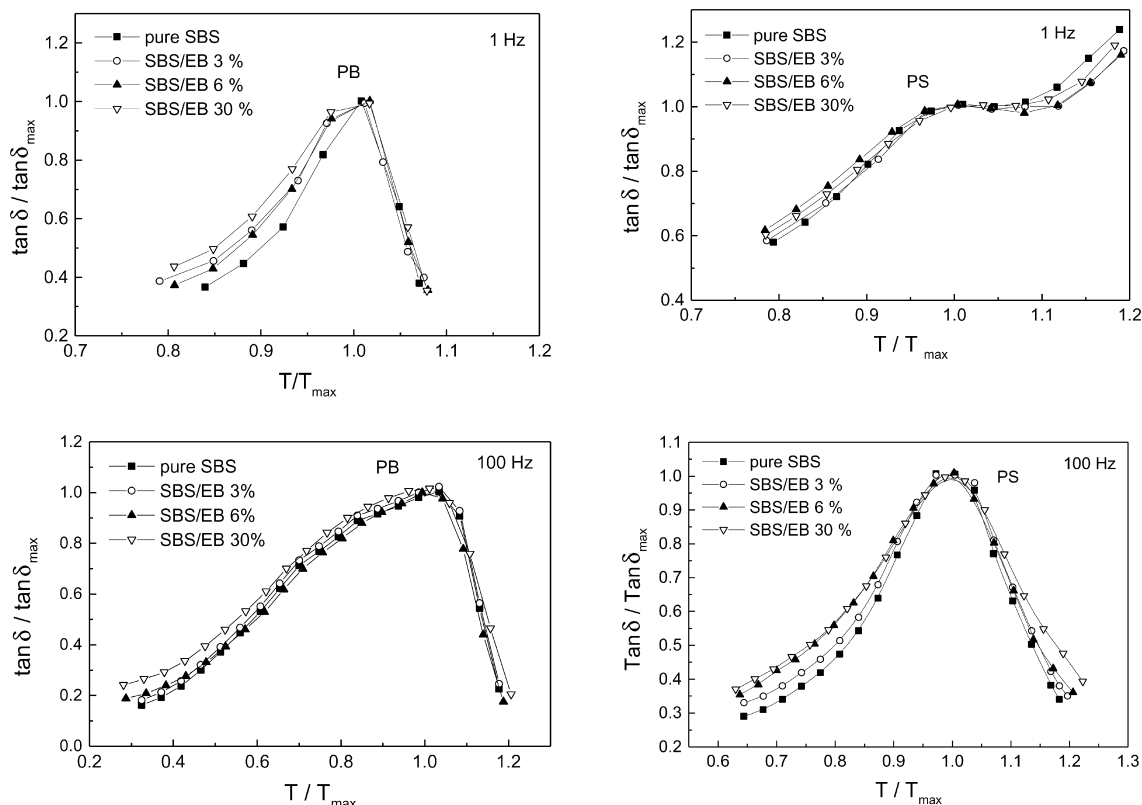 1.2
1.0
0.8
0.6
0.4
0.2
tan δ / tan δmax
pure SBS
SBS/EB 3 %
SBS/EB 6 %
SBS/EB 30 %
PB
1 Hz
0.7 0.8 0.9 1.0 1.1 1.2
T/Tmax
1.2
1.0
0.8
0.6
0.4
tan δ / tan δmax
pure SBS
SBS/EB 3%
SBS/EB 6%
SBS/EB 30%
PS
1 Hz
0.7 0.8 0.9 1.0 1.1 1.2
T / Tmax
1.2
1.0
0.8
0.6
0.4
0.2
0.0
tan δ / tan δmax
pure SBS
SBS/EB 3%
SBS/EB 6%
SBS/EB 30%
PB
100 Hz
0.2 0.4 0.6 0.8 1.0 1.2
T / Tmax
1.1
1.0
0.9
0.8
0.7
0.6
0.5
0.4
0.3
0.2
Tan δ / Tanδmax
pure SBS
SBS/EB 3 %
SBS/EB 6 %
SBS/EB 30 %
PS
100 Hz
0.6 0.7 0.8 0.9 1.0 1.1 1.2 1.3
T / Tmax